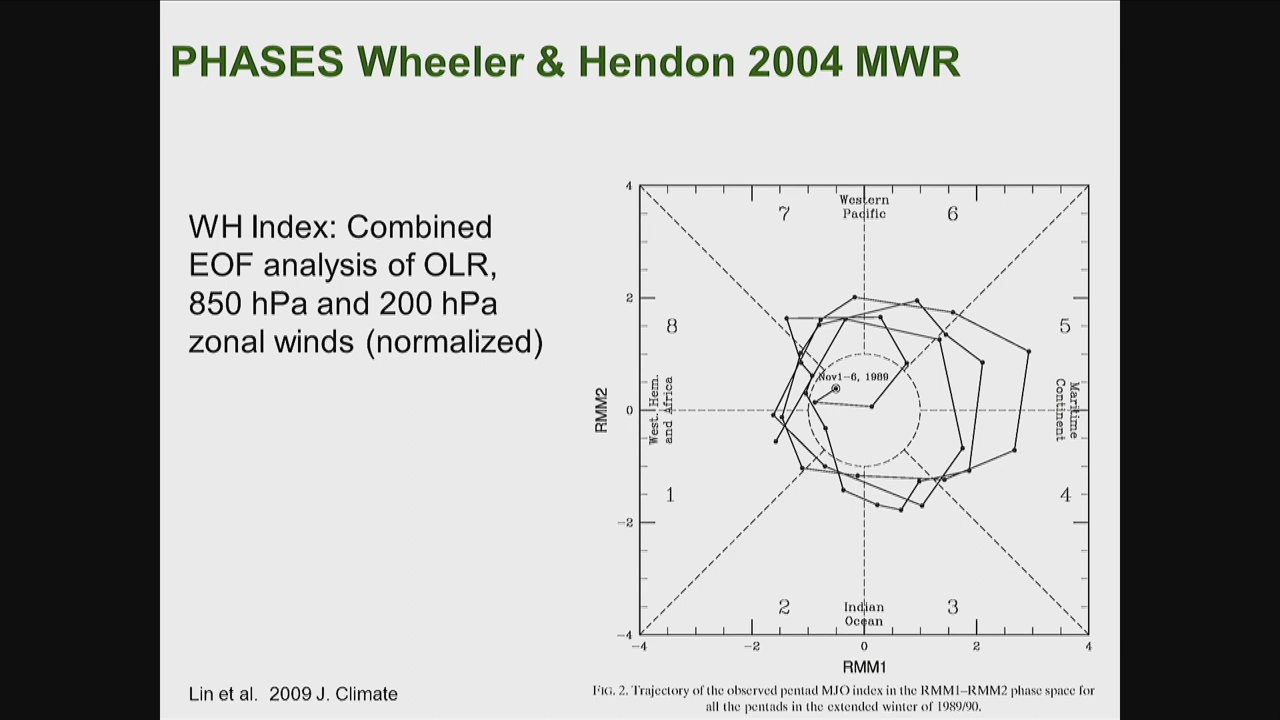 PHASES Wheeler & Hendon 2004 MWR
WH Index: Combined
EOF analysis of OLR,
850 hPa and 200 hPa
zonal winds (normalized)
4
7
Western
Pacific
6
2
8
5
Nov1-6, 1989
RMM2
0
West. Hem.
and Africa
Maritime
Continent
1
4
-2
2
Indian
Ocean
3
-4
-4
-2
0
2
4
RMM1
Lin et al. 2009 J. Climate
FIG. 2. Trajectory of the observed pentad MJO index in the RMM1–RMM2 phase space for
all the pentads in the extended winter of 1989/90.